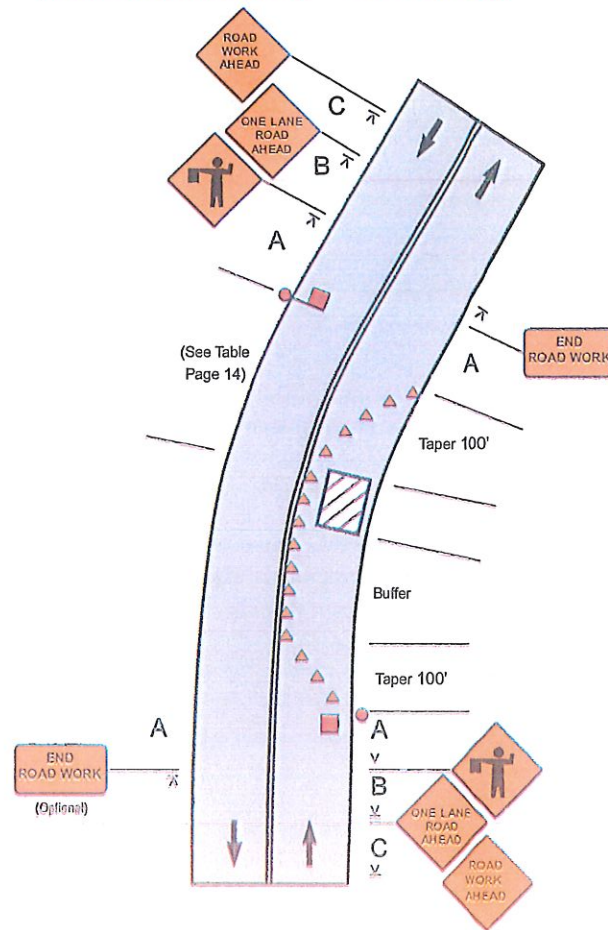 ROAD
WORK
AHEAD
C
ONE LANE
ROAD
AHEAD
B
A
END
ROAD WORK
A
(See Table
Page 14)
Taper 100'
Buffer
Taper 100'
A
A
END
ROAD WORK
(Optional)
B
ONE LANE
ROAD
AHEAD
C
ROAD
WORK
AHEAD